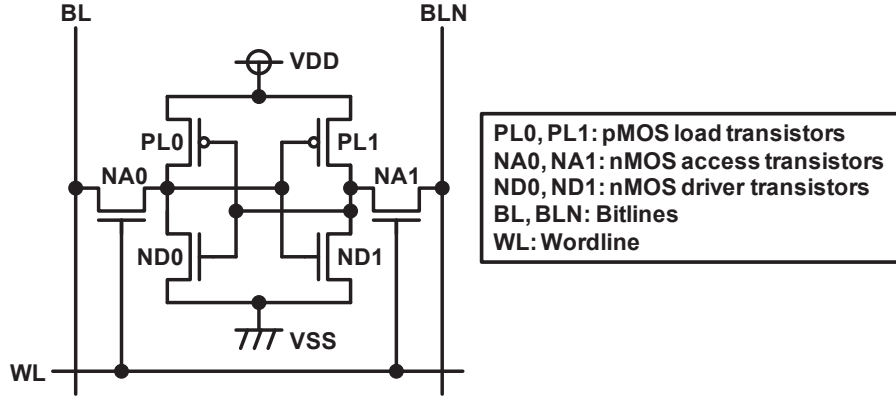 BL
BLN
VDD
PL0
PL1
NA0
NA1
ND0
ND1
VSS
WL
PL0, PL1: pMOS load transistors
NA0, NA1: nMOS access transistors
ND0, ND1: nMOS driver transistors
BL, BLN: Bitlines
WL: Wordline